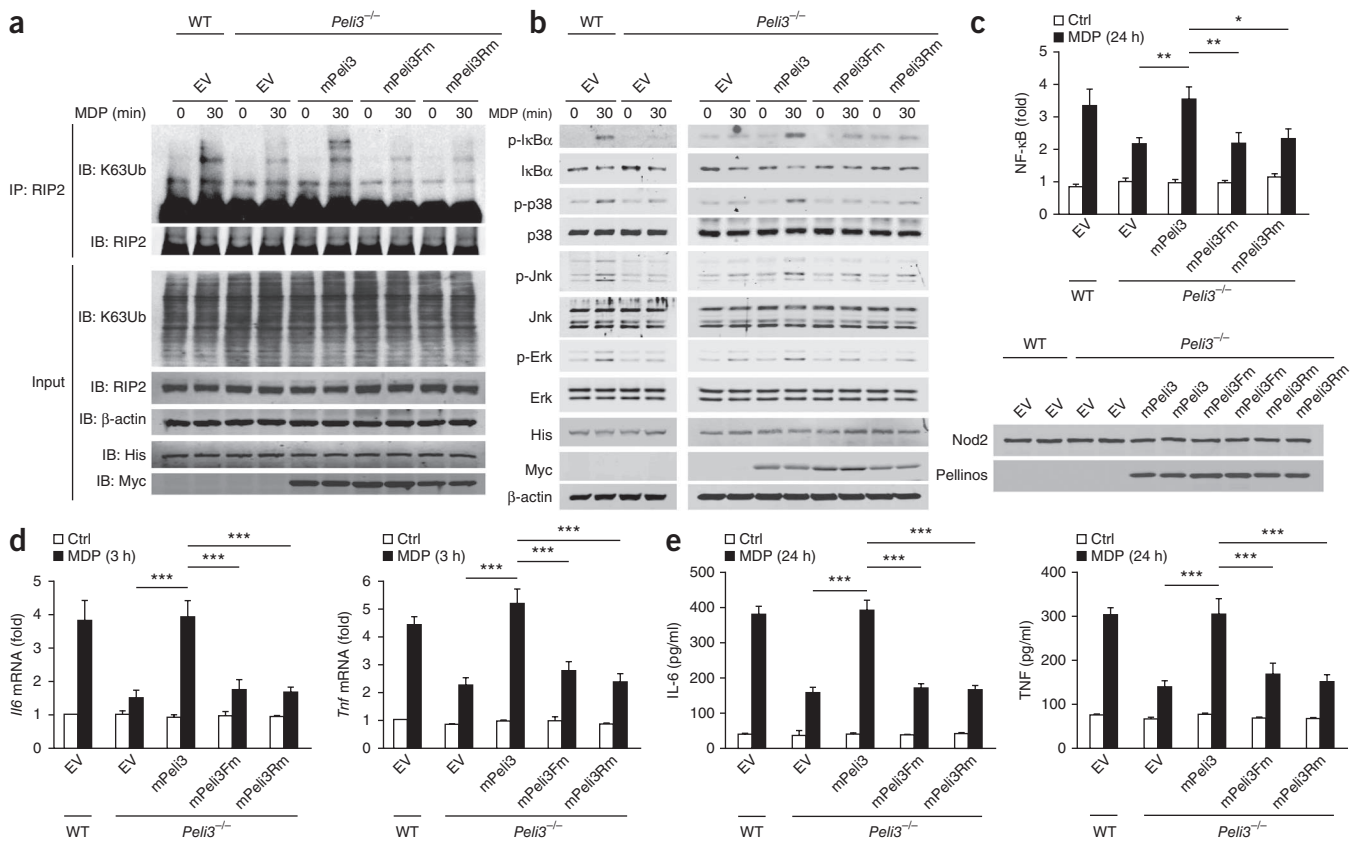 a
WT
Peli3–/–
EV
EV
mPeli3
mPeli3Fm
mPeli3Rm
MDP (min)
0 30 0 30 0 30 0 30 0 30
IP: RIP2
IB: K63Ub
IB: RIP2
Input
IB: K63Ub
IB: RIP2
IB: β-actin
IB: His
IB: Myc
b
WT
Peli3–/–
EV
EV
EV
mPeli3
mPeli3Fm
mPeli3Rm
MDP (min)
0 30 0 30 0 30 0 30 0 30 0 30
p-IκBα
IκBα
p-p38
p38
p-Jnk
Jnk
p-Erk
Erk
His
Myc
β-actin
c
Ctrl
MDP (24 h)
*
**
**
NF-κB (fold)
5
4
3
2
1
0
EV
EV
mPeli3
mPeli3Fm
mPeli3Rm
WT
Peli3–/–
WT
Peli3–/–
EV
EV
EV
EV
mPeli3
mPeli3
mPeli3Fm
mPeli3Fm
mPeli3Rm
mPeli3Rm
Nod2
Pellinos
d
Ctrl
MDP (3 h)
***
***
***
Il6 mRNA (fold)
5
4
3
2
1
0
EV
EV
mPeli3
mPeli3Fm
mPeli3Rm
WT
Peli3–/–
Ctrl
MDP (3 h)
***
***
***
Tnf mRNA (fold)
6
5
4
3
2
1
0
EV
EV
mPeli3
mPeli3Fm
mPeli3Rm
WT
Peli3–/–
e
Ctrl
MDP (24 h)
***
***
***
IL-6 (pg/ml)
500
400
300
200
100
0
EV
EV
mPeli3
mPeli3Fm
mPeli3Rm
WT
Peli3–/–
Ctrl
MDP (24 h)
***
***
***
TNF (pg/ml)
400
300
200
100
0
EV
EV
mPeli3
mPeli3Fm
mPeli3Rm
WT
Peli3–/–